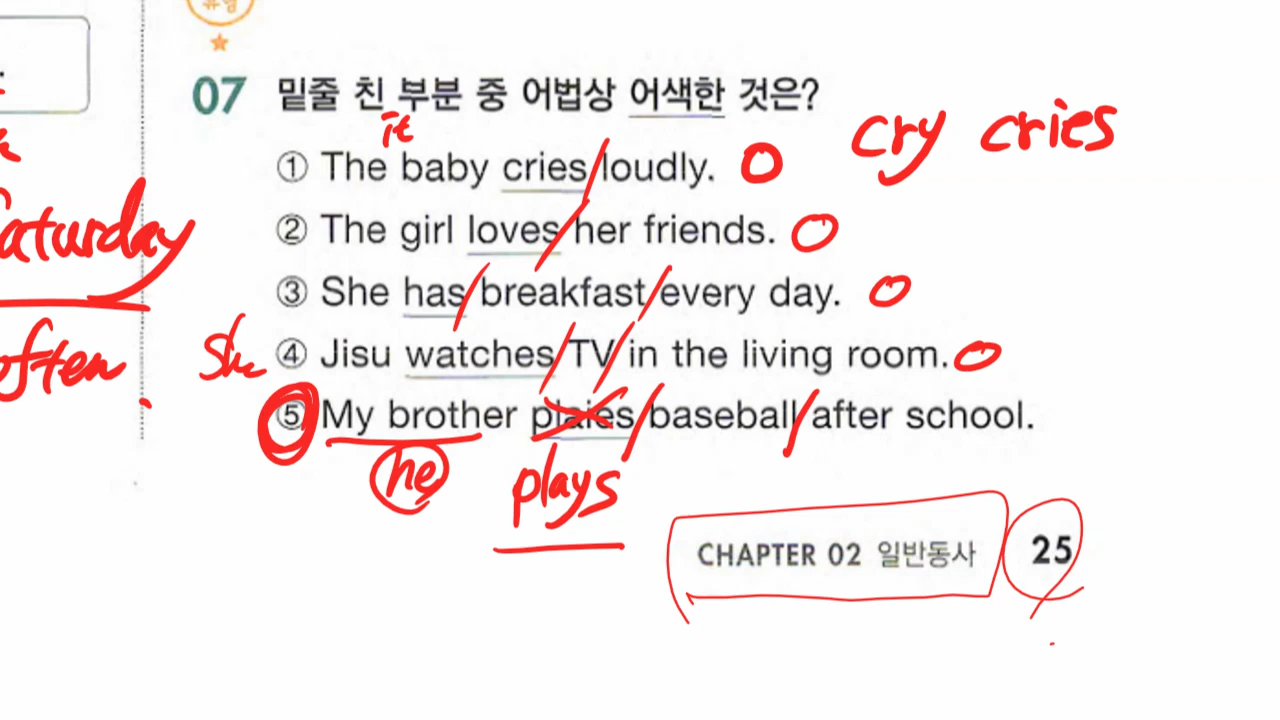 유형
07 밑줄 친 부분 중 어법상 어색한 것은?
it
cry cries
① The baby cries loudly.
② The girl loves her friends.
③ She has breakfast every day.
She
④ Jisu watches TV in the living room.
⑤ My brother plaies baseball after school.
he
plays
Saturday
often
CHAPTER 02 일반동사 25